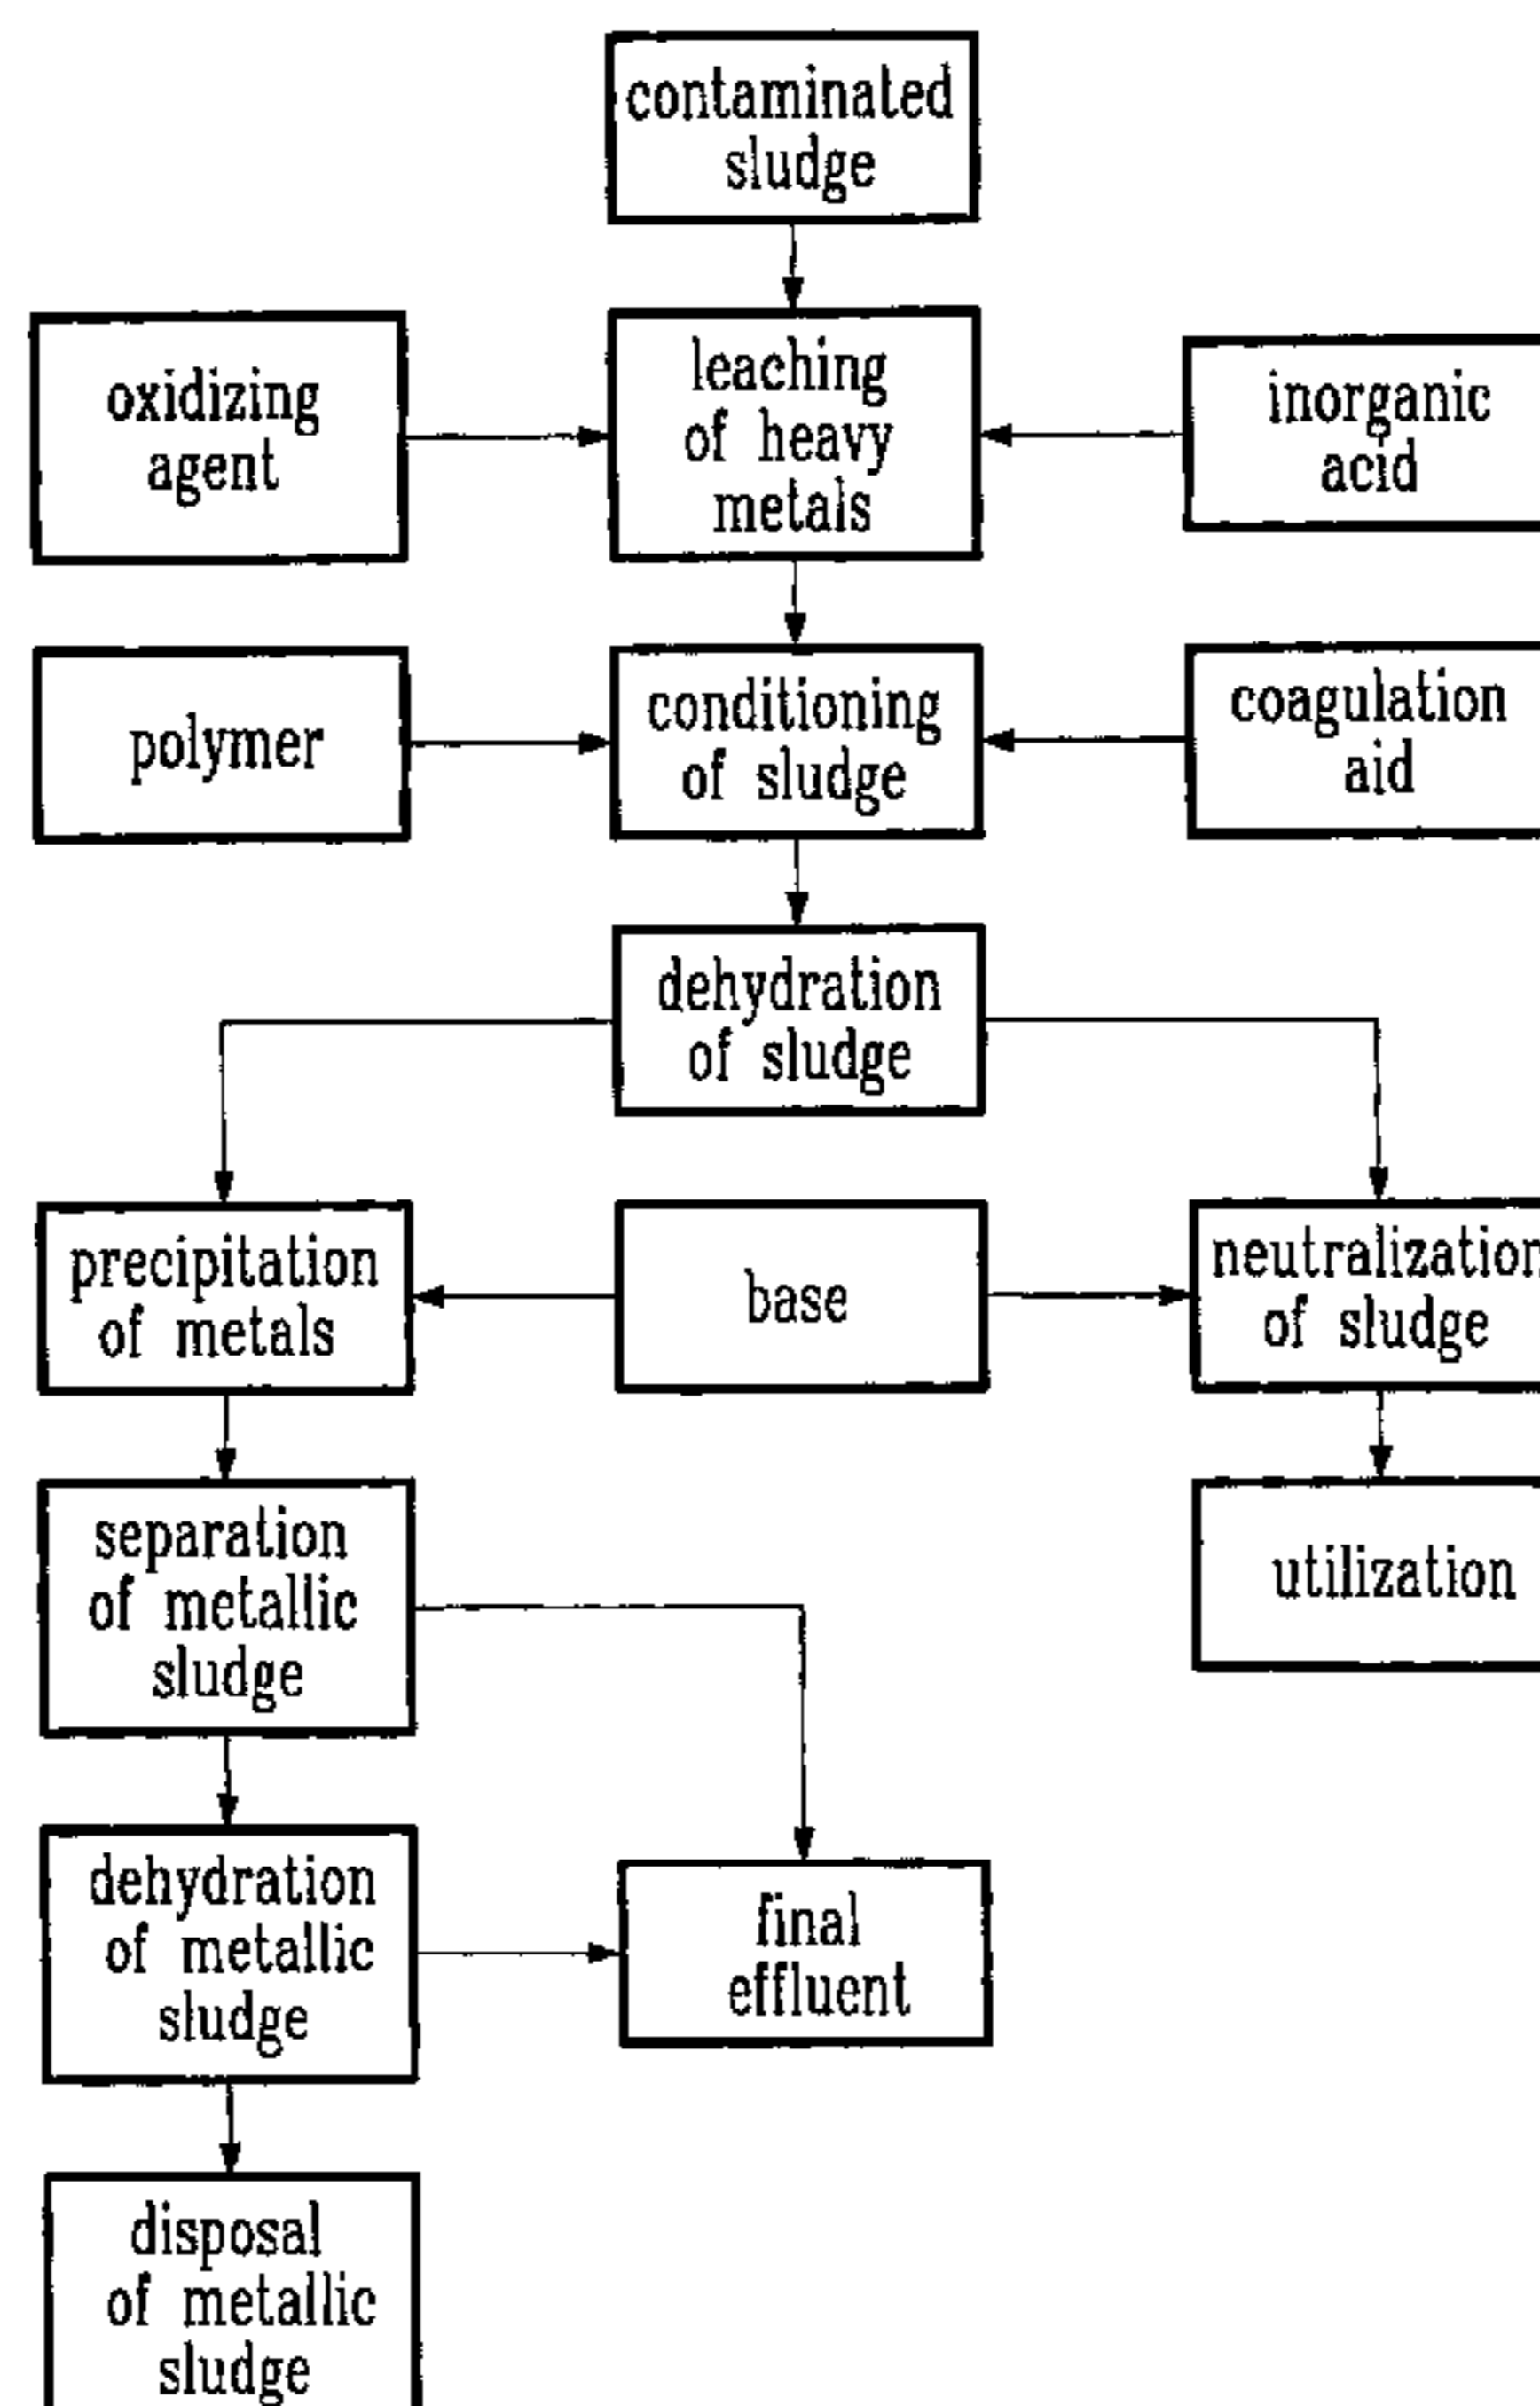 contaminated
sludge
oxidizing
agent
leaching
of heavy
metals
inorganic
acid
polymer
conditioning
of sludge
coagulation
aid
dehydration
of sludge
precipitation
of metals
base
neutralization
of sludge
separation
of metallic
sludge
utilization
dehydration
of metallic
sludge
final
effluent
disposal
of metallic
sludge